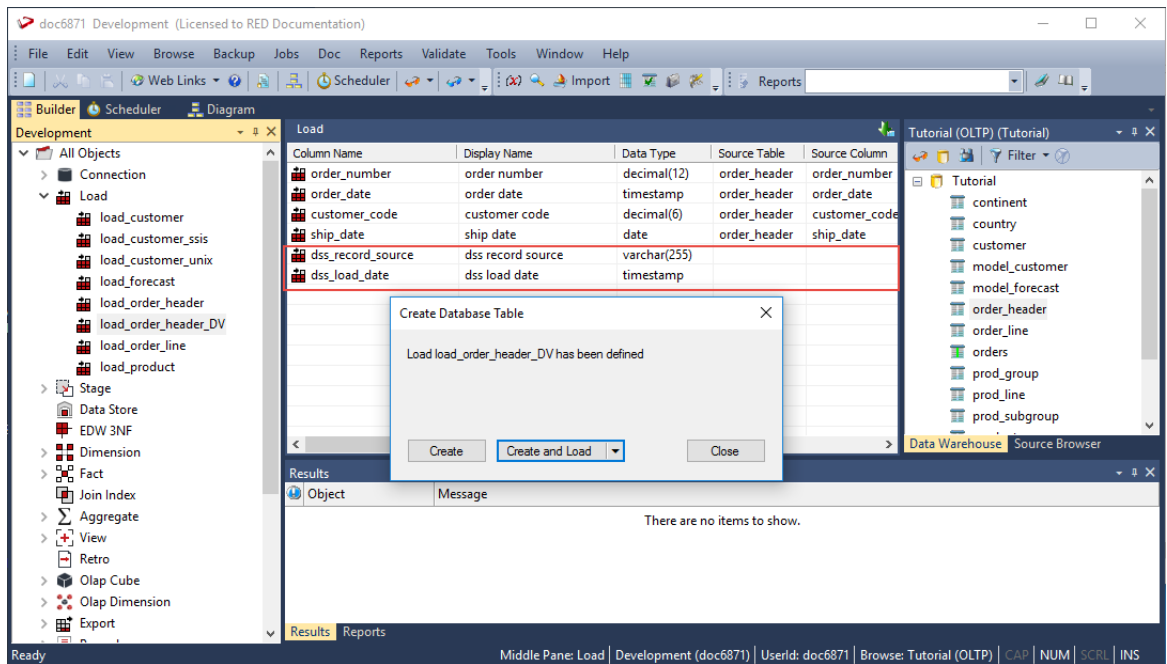 doc6871 Development (Licensed to RED Documentation)
File Edit View Browse Backup Jobs Doc Reports Validate Tools Window Help
Web Links Scheduler Import Reports
Builder Scheduler Diagram
Development
All Objects
Connection
Load
load_customer
load_customer_ssis
load_customer_unix
load_forecast
load_order_header
load_order_header_DV
load_order_line
load_product
Stage
Data Store
EDW 3NF
Dimension
Fact
Join Index
Aggregate
View
Retro
Olap Cube
Olap Dimension
Export
Load
Column Name Display Name Data Type Source Table Source Column
order_number order number decimal(12) order_header order_number
order_date order date timestamp order_header order_date
customer_code customer code decimal(6) order_header customer_code
ship_date ship date date order_header ship_date
dss_record_source dss record source varchar(255)
dss_load_date dss load date timestamp
Create Database Table
Load load_order_header_DV has been defined
Create Create and Load Close
Results
Object Message
There are no items to show.
Results Reports
Tutorial (OLTP) (Tutorial)
Filter
Tutorial
continent
country
customer
model_customer
model_forecast
order_header
order_line
orders
prod_group
prod_line
prod_subgroup
Data Warehouse Source Browser
Ready Middle Pane: Load Development (doc6871) UserId: doc6871 Browse: Tutorial (OLTP) CAP NUM SCRL INS